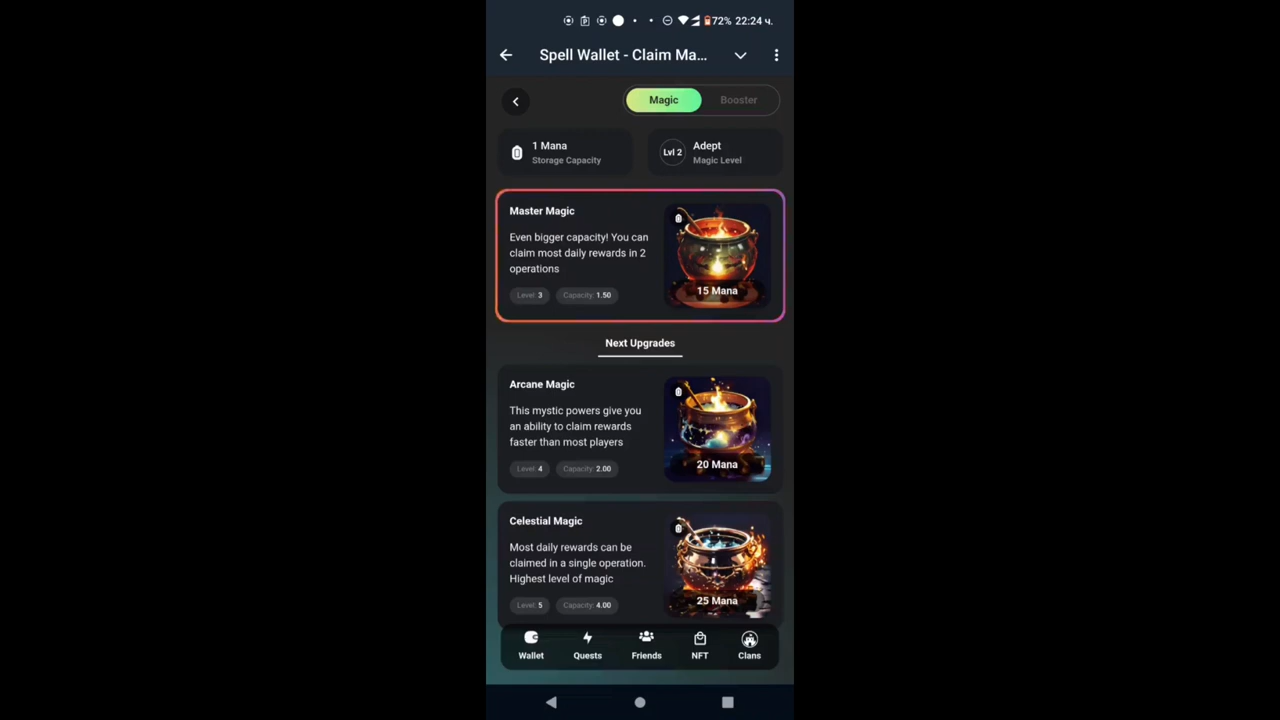 72% 22:24 ч.
Spell Wallet - Claim Ma...
Magic
Booster
1 Mana
Storage Capacity
Lvl 2
Adept
Magic Level
Master Magic
Even bigger capacity! You can
claim most daily rewards in 2
operations
Level: 3
Capacity: 1.50
15 Mana
Next Upgrades
Arcane Magic
This mystic powers give you
an ability to claim rewards
faster than most players
Level: 4
Capacity: 2.00
20 Mana
Celestial Magic
Most daily rewards can be
claimed in a single operation.
Highest level of magic
Level: 5
Capacity: 4.00
25 Mana
Wallet
Quests
Friends
NFT
Clans